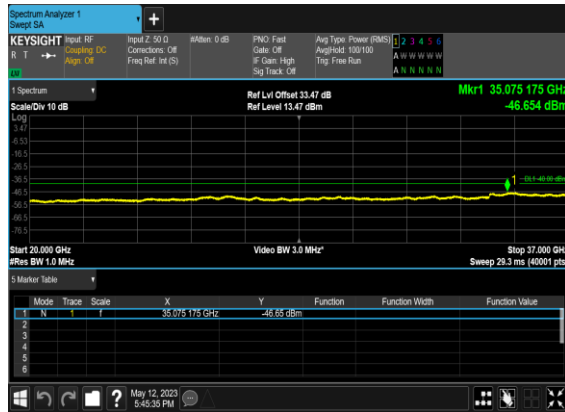 Spectrum Analyzer 1
Swept SA
+
KEYSIGHT Input: RF Input Z: 50 Ω #Atten: 0 dB PNO: Fast Avg Type: Power (RMS) 1 2 3 4 5 6
R T Coupling: DC Corrections: Off Gate: Off Avg|Hold: 100/100 A W W W W W
Align: Off Freq Ref: Int (S) IF Gain: High Trig: Free Run
LW Sig Track: Off A N N N N N
1 Spectrum
Ref Lvl Offset 33.47 dB Mkr1 35.075 175 GHz
Scale/Div 10 dB Ref Level 13.47 dBm -46.654 dBm
Log
3.47
-6.53
-16.5
-26.5
-36.5
1 DL1 -40.00 dBm
-46.5
-56.5
-66.5
-76.5
Start 20.000 GHz Video BW 3.0 MHz* Stop 37.000 GHz
#Res BW 1.0 MHz Sweep 29.3 ms (40001 pts)
5 Marker Table
Mode Trace Scale X Y Function Function Width Function Value
1 N 1 f 35.075 175 GHz -46.65 dBm
2
3
4
5
6
? May 12, 2023
5:45:35 PM